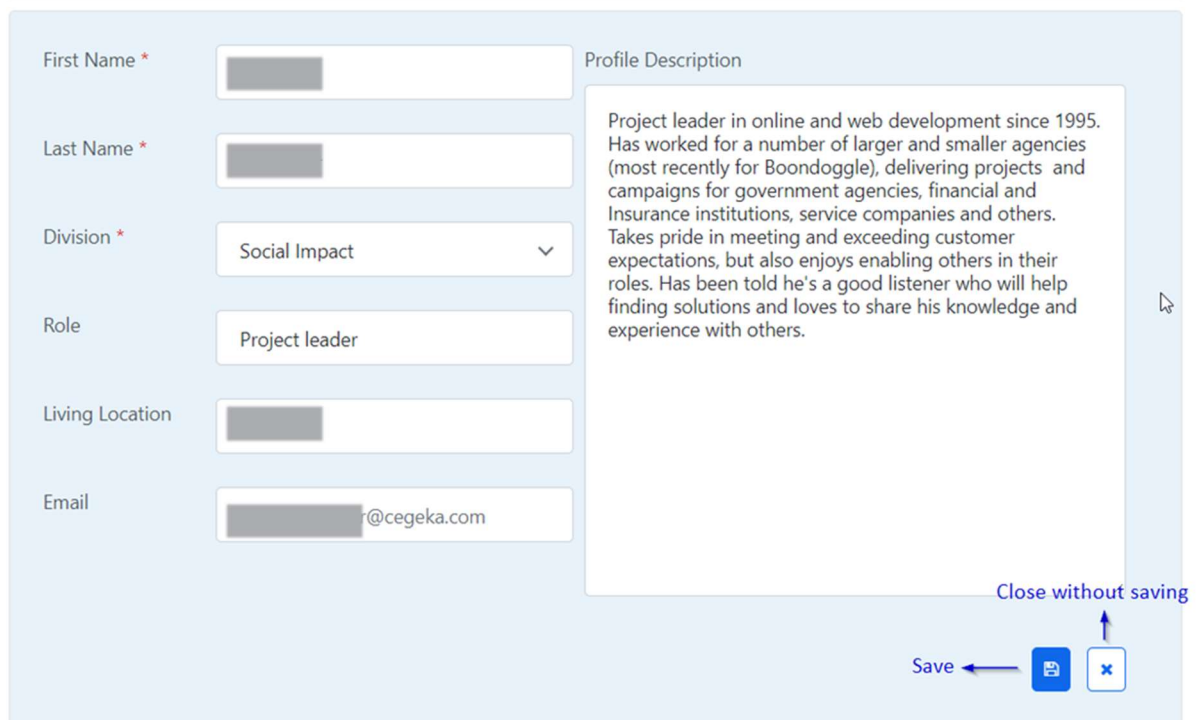 First Name *
Last Name *
Division *
Social Impact
Role
Project leader
Living Location
Email
r@cegeka.com
Profile Description
Project leader in online and web development since 1995.
Has worked for a number of larger and smaller agencies
(most recently for Boondoggle), delivering projects  and
campaigns for government agencies, financial and
Insurance institutions, service companies and others.
Takes pride in meeting and exceeding customer
expectations, but also enjoys enabling others in their
roles. Has been told he's a good listener who will help
finding solutions and loves to share his knowledge and
experience with others.
Close without saving
Save